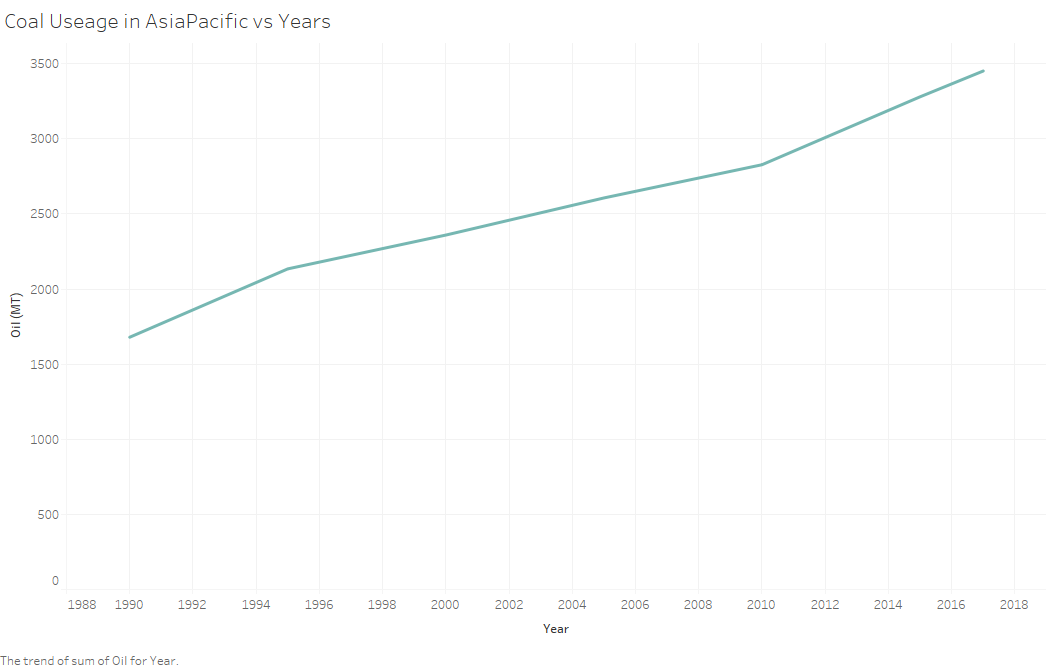 Coal Useage in AsiaPacific vs Years
3500
3000
2500
2000
1500
1000
500
0
Oil (MT)
1988 1990 1992 1994 1996 1998 2000 2002 2004 2006 2008 2010 2012 2014 2016 2018
Year
The trend of sum of Oil for Year.